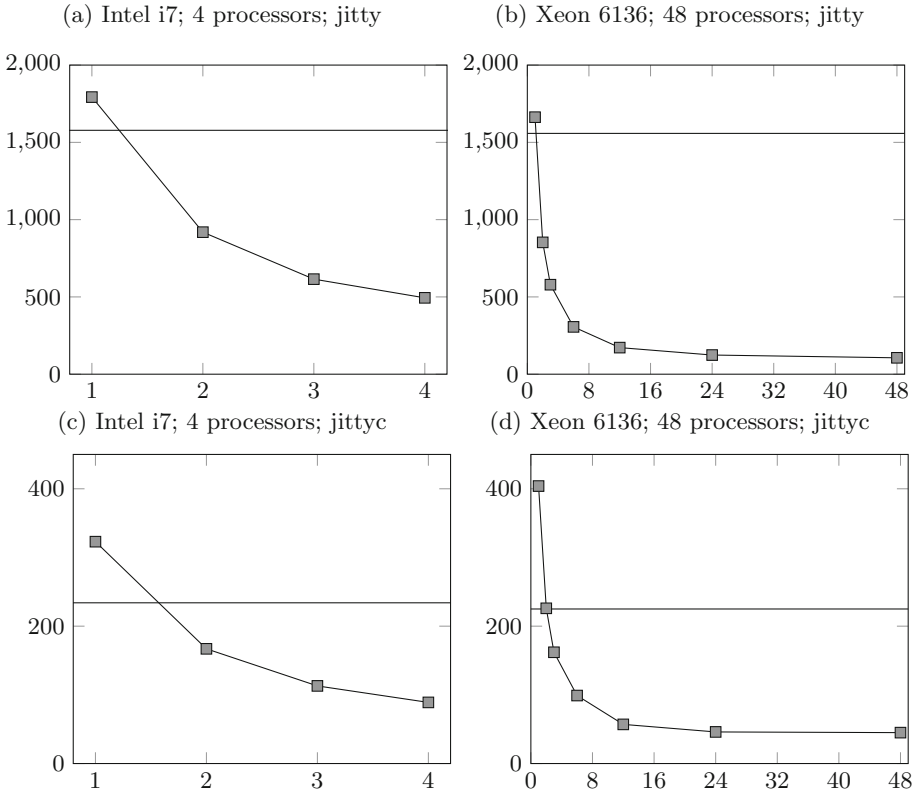 (a) Intel i7; 4 processors; jitty
2,000
1,500
1,000
500
0
1 2 3 4
(b) Xeon 6136; 48 processors; jitty
2,000
1,500
1,000
500
0
0 8 16 24 32 40 48
(c) Intel i7; 4 processors; jittyc
400
200
0
1 2 3 4
(d) Xeon 6136; 48 processors; jittyc
400
200
0
0 8 16 24 32 40 48